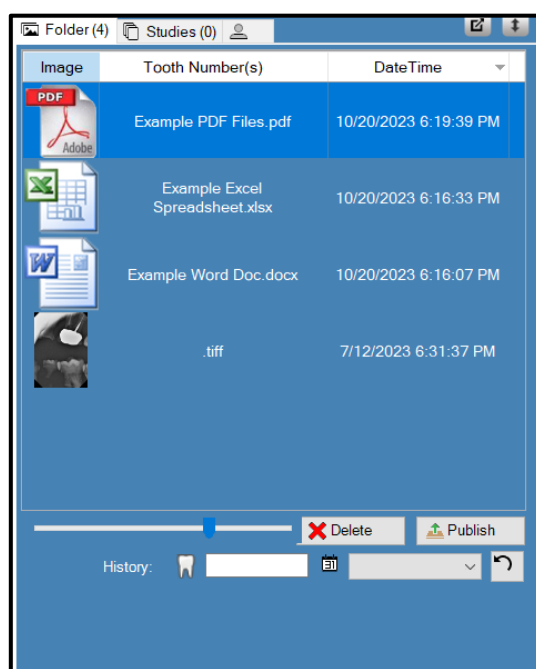 Folder (4) Studies (0)
Image Tooth Number(s) DateTime
PDF
Adobe
Example PDF Files.pdf 10/20/2023 6:19:39 PM
Example Excel
Spreadsheet.xlsx
10/20/2023 6:16:33 PM
W
Example Word Doc.docx 10/20/2023 6:16:07 PM
.tiff 7/12/2023 6:31:37 PM
Delete Publish
History:
31